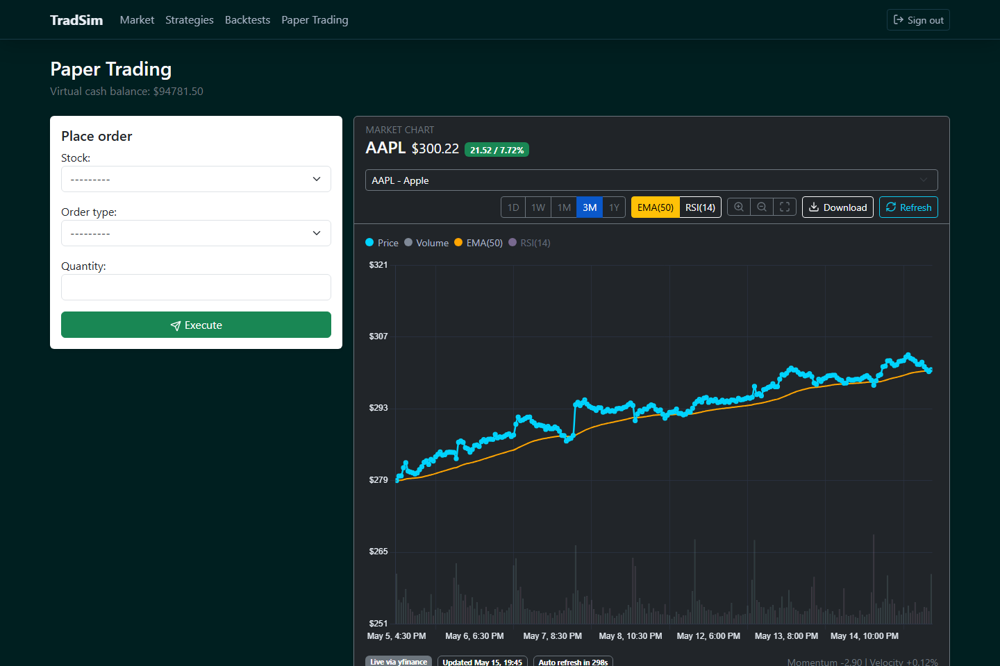 TradSim Market Strategies Backtests Paper Trading Sign out
Paper Trading
Virtual cash balance: $94781.50
Place order
Stock:
---------
Order type:
---------
Quantity:
Execute
MARKET CHART
AAPL $300.22 21.52 / 7.72%
AAPL - Apple
1D 1W 1M 3M 1Y EMA(50) RSI(14) Download Refresh
Price Volume EMA(50) RSI(14)
$321
$307
$293
$279
$265
$251
May 5, 4:30 PM May 6, 6:30 PM May 7, 8:30 PM May 8, 10:30 PM May 12, 6:00 PM May 13, 8:00 PM May 14, 10:00 PM
Live via yfinance Updated May 15, 19:45 Auto refresh in 298s Momentum -2.90 | Velocity +0.12%